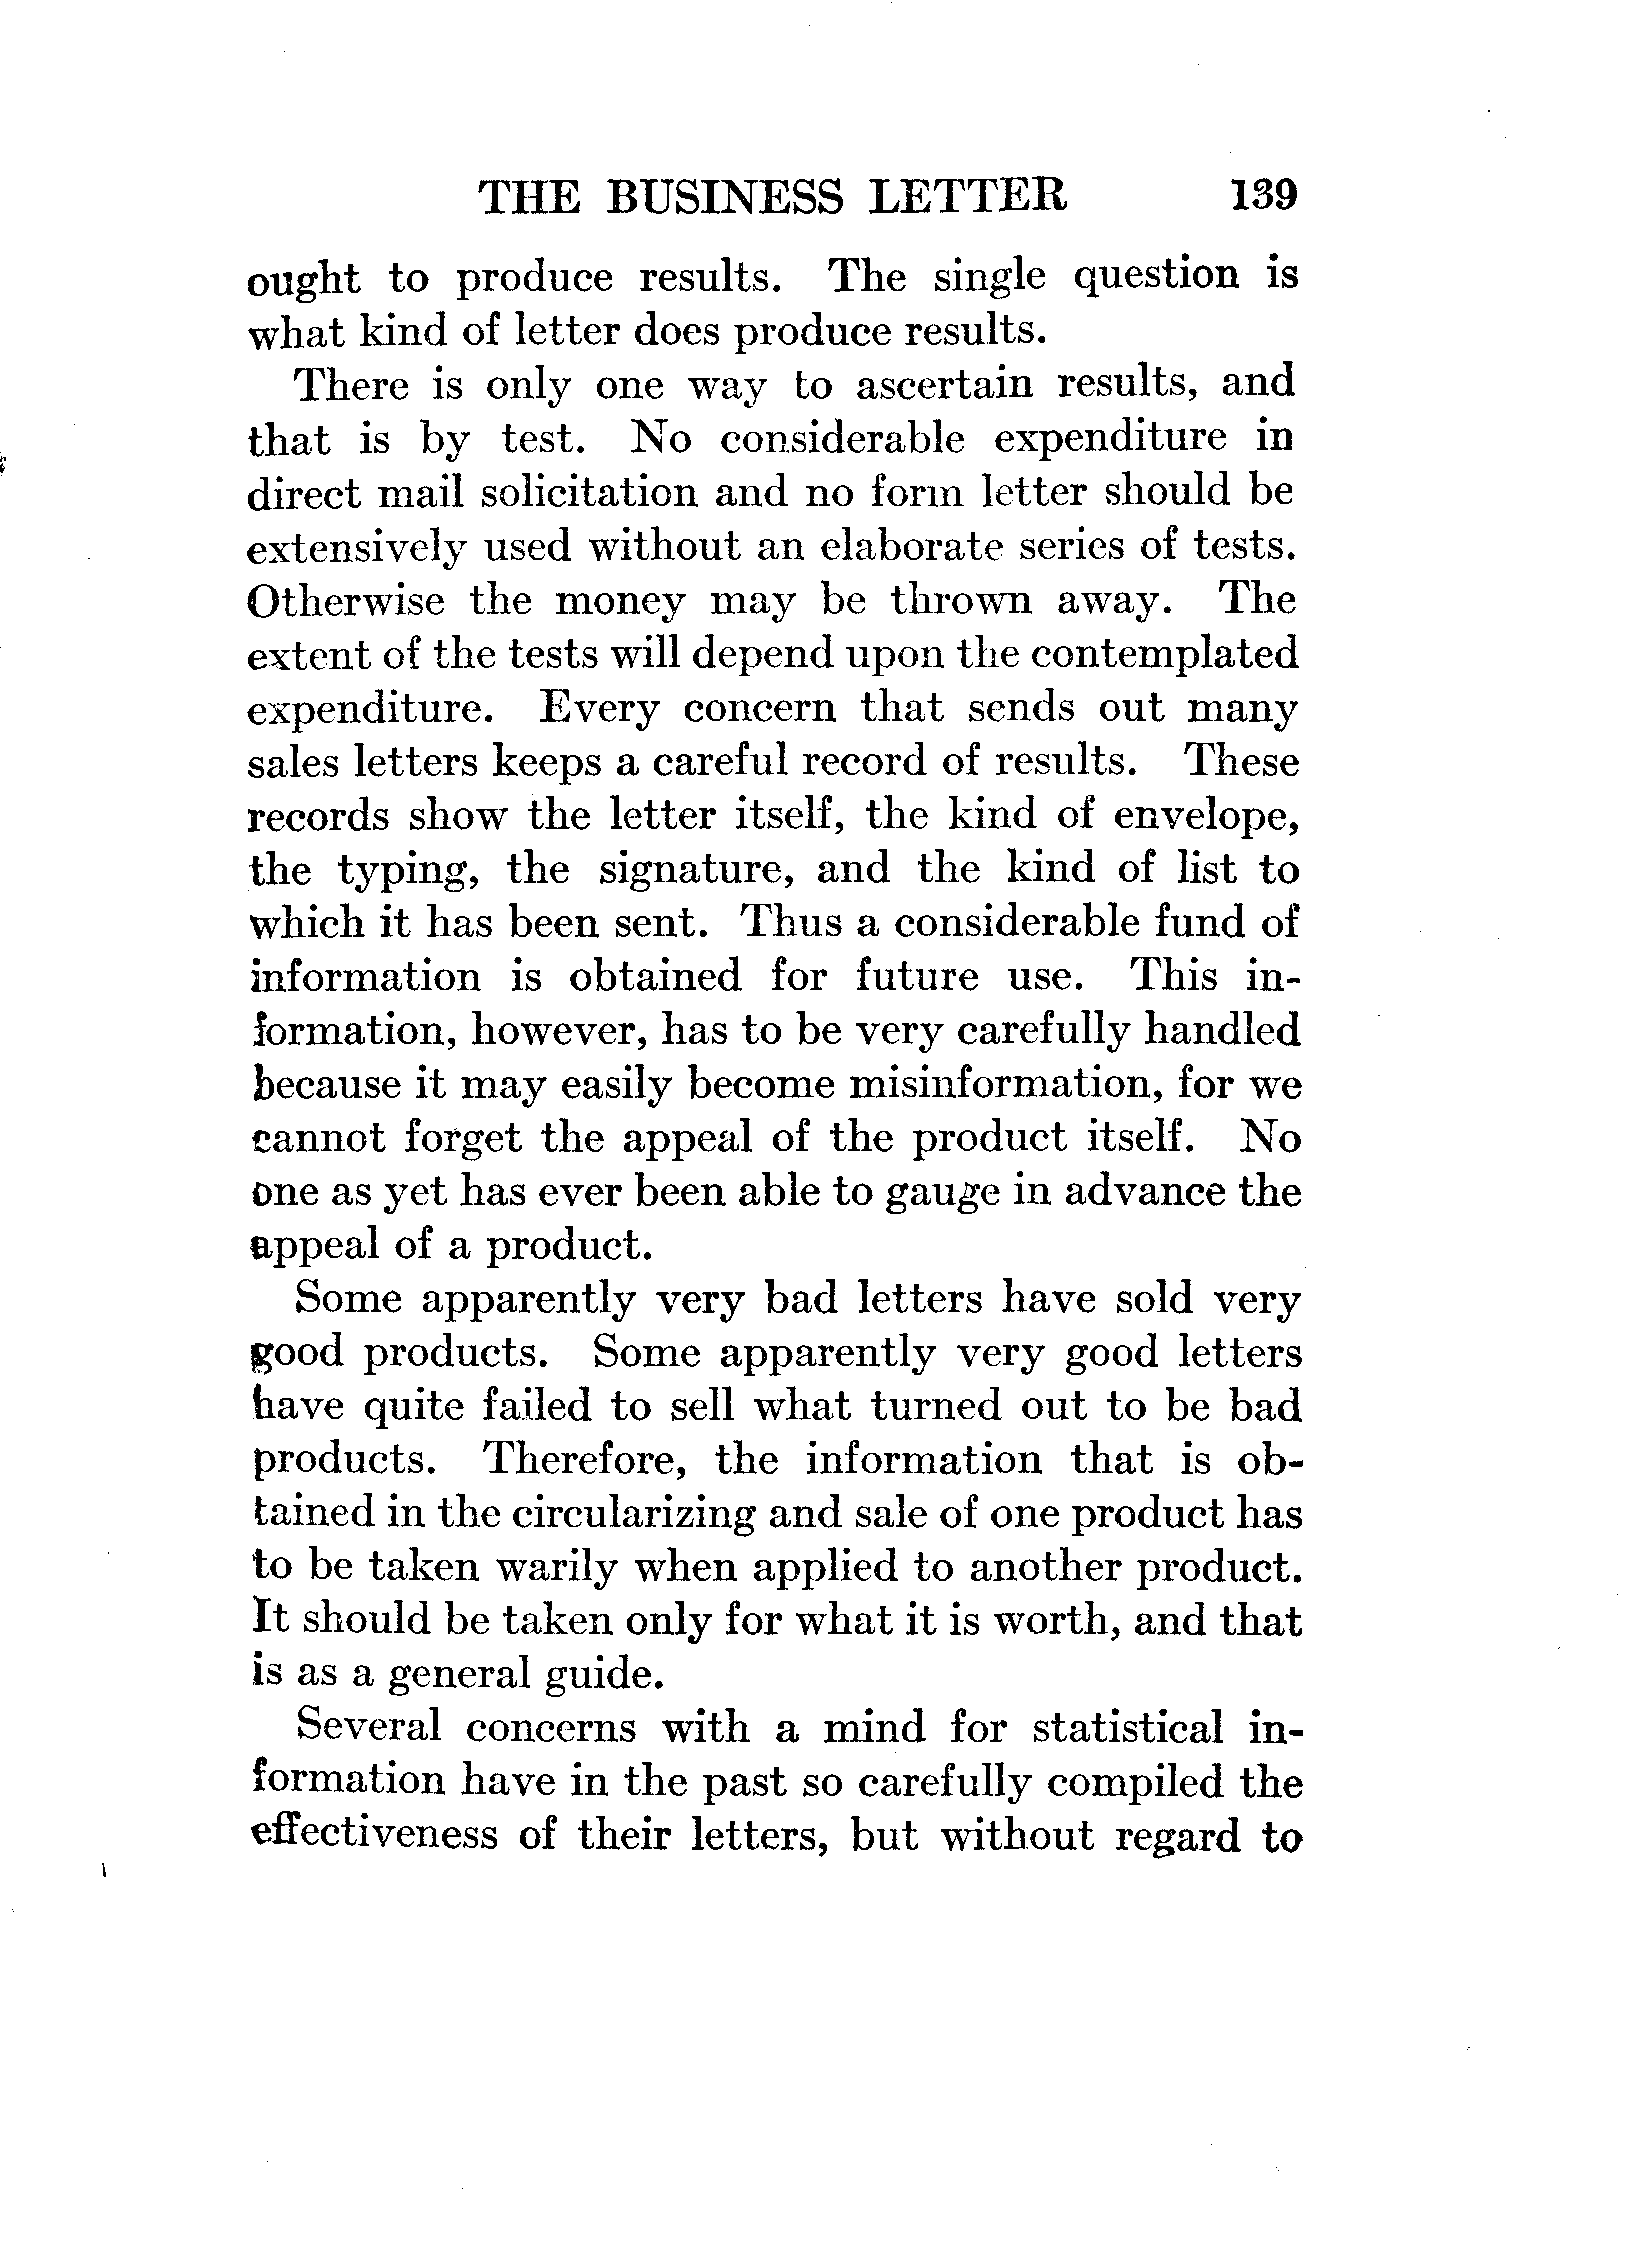 THE BUSINESS LETTER 139
ought to produce results. The single question is
what kind of letter does produce results.
There is only one way to ascertain results, and
that is by test. No considerable expenditure in
direct mail solicitation and no form letter should be
extensively used without an elaborate series of tests.
Otherwise the money may be thrown away. The
extent of the tests will depend upon the contemplated
expenditure. Every concern that sends out many
sales letters keeps a careful record of results. These
records show the letter itself, the kind of envelope,
the typing, the signature, and the kind of list to
which it has been sent. Thus a considerable fund of
information is obtained for future use. This in-
formation, however, has to be very carefully handled
because it may easily become misinformation, for we
cannot forget the appeal of the product itself. No
one as yet has ever been able to gauge in advance the
appeal of a product.
Some apparently very bad letters have sold very
good products. Some apparently very good letters
have quite failed to sell what turned out to be bad
products. Therefore, the information that is ob-
tained in the circularizing and sale of one product has
to be taken warily when applied to another product.
It should be taken only for what it is worth, and that
is as a general guide.
Several concerns with a mind for statistical in-
formation have in the past so carefully compiled the
effectiveness of their letters, but without regard to